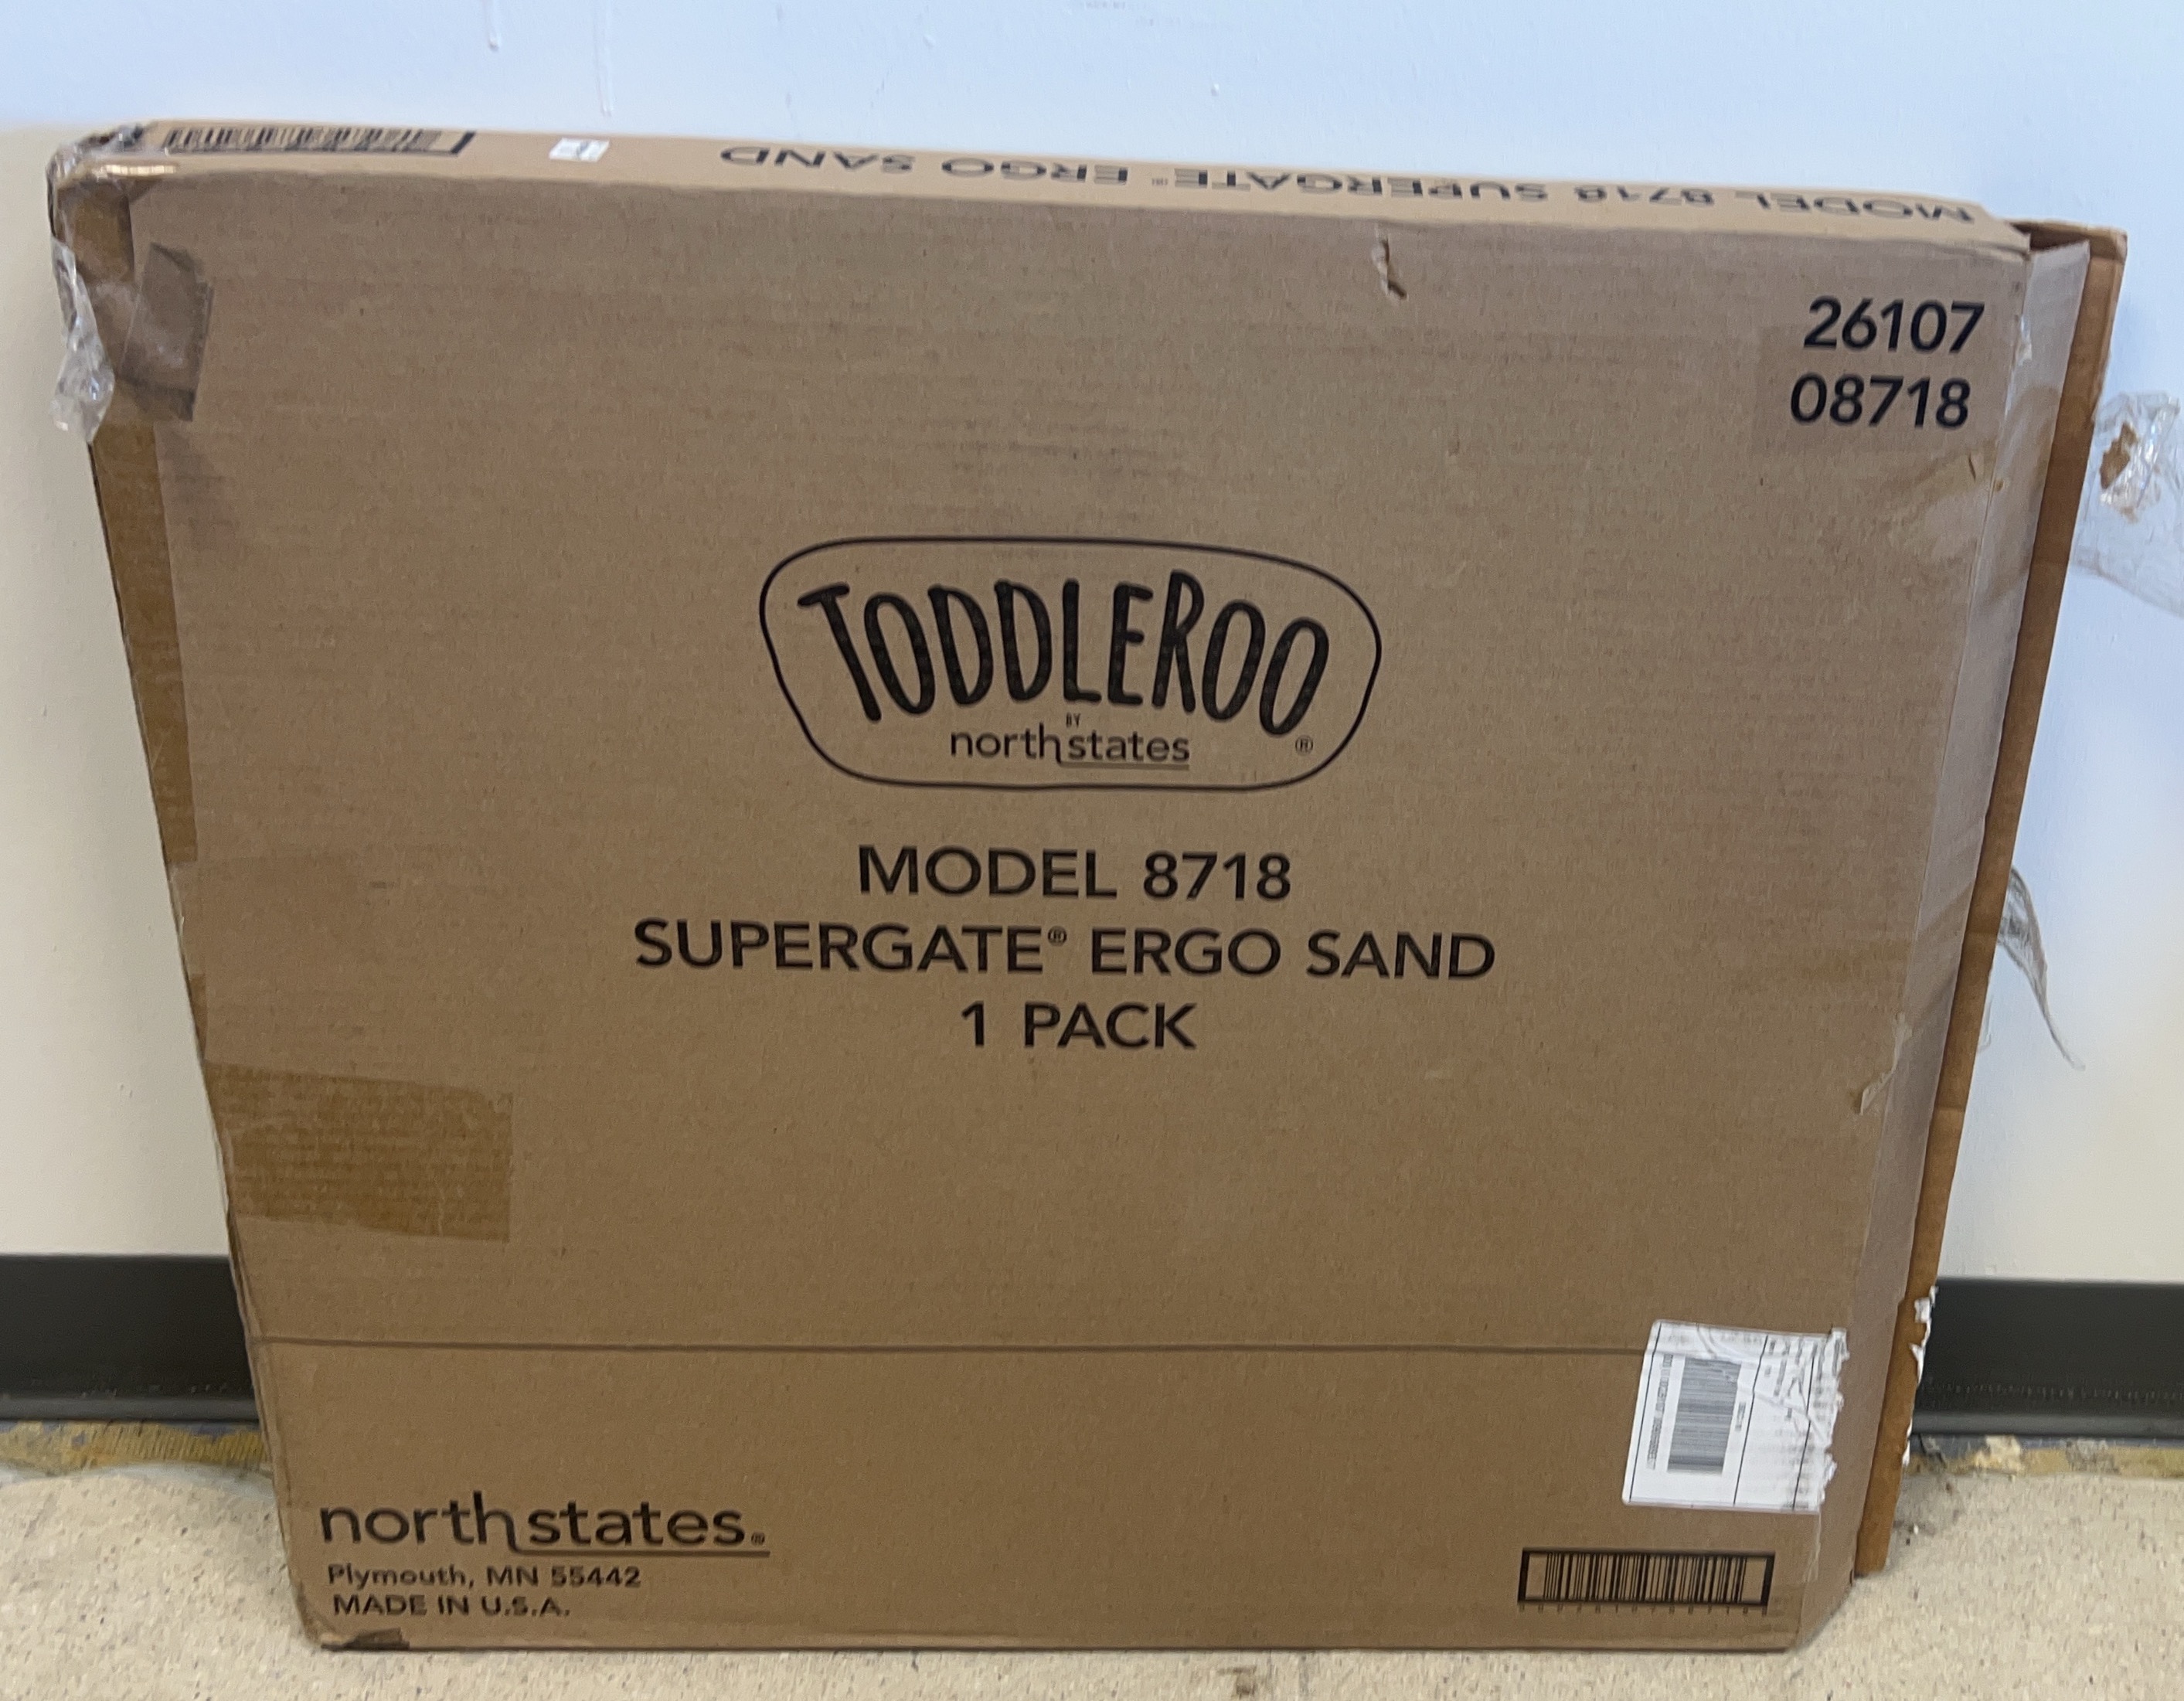 MODEL 8718 SUPERGATE® ERGO SAND
26107
08718
TODDLEROO
BY
northstates
®
MODEL 8718
SUPERGATE® ERGO SAND
1 PACK
northstates®
Plymouth, MN 55442
MADE IN U.S.A.